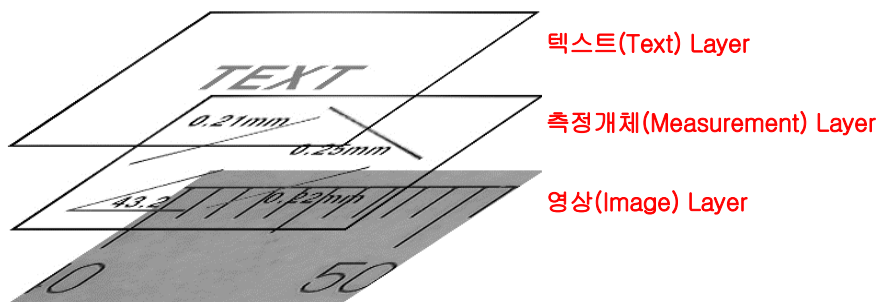 텍스트(Text) Layer
TEXT
측정개체(Measurement) Layer
0.21mm
0.25mm
영상(Image) Layer
43.2
0.22mm
50